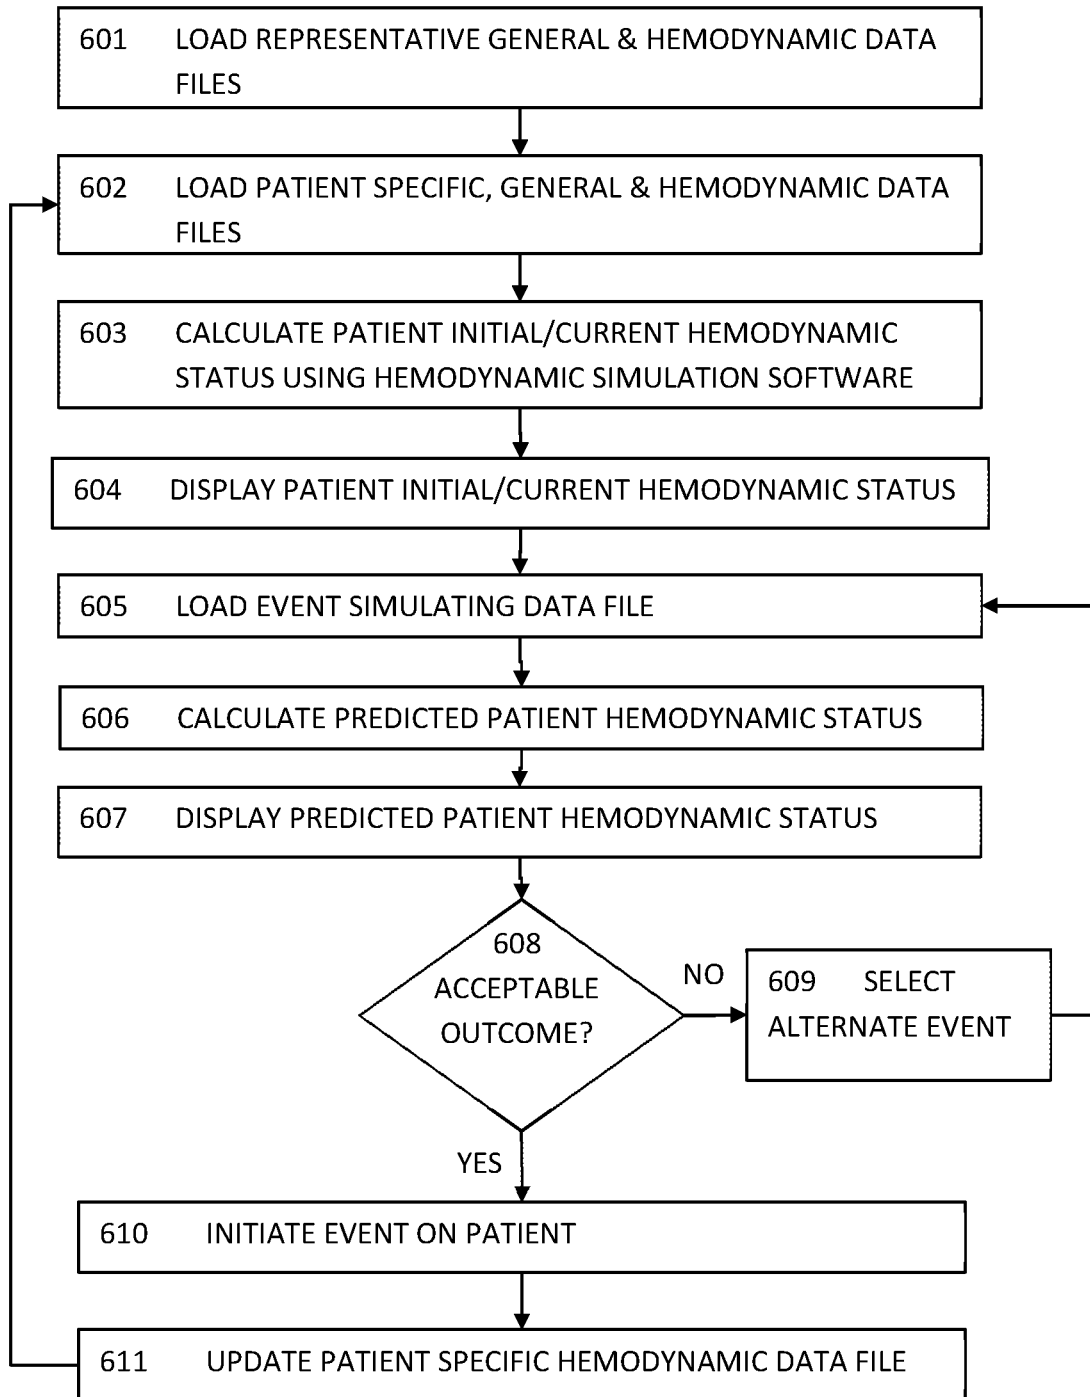 601 LOAD REPRESENTATIVE GENERAL & HEMODYNAMIC DATA
FILES
602 LOAD PATIENT SPECIFIC, GENERAL & HEMODYNAMIC DATA
FILES
603 CALCULATE PATIENT INITIAL/CURRENT HEMODYNAMIC
STATUS USING HEMODYNAMIC SIMULATION SOFTWARE
604 DISPLAY PATIENT INITIAL/CURRENT HEMODYNAMIC STATUS
605 LOAD EVENT SIMULATING DATA FILE
606 CALCULATE PREDICTED PATIENT HEMODYNAMIC STATUS
607 DISPLAY PREDICTED PATIENT HEMODYNAMIC STATUS
608
ACCEPTABLE
OUTCOME?
NO
609 SELECT
ALTERNATE EVENT
YES
610 INITIATE EVENT ON PATIENT
611 UPDATE PATIENT SPECIFIC HEMODYNAMIC DATA FILE